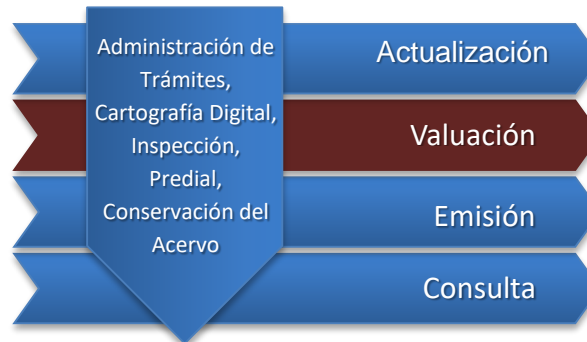 Administración de
Trámites,
Cartografía Digital,
Inspección,
Predial,
Conservación del
Acervo
Actualización
Valuación
Emisión
Consulta